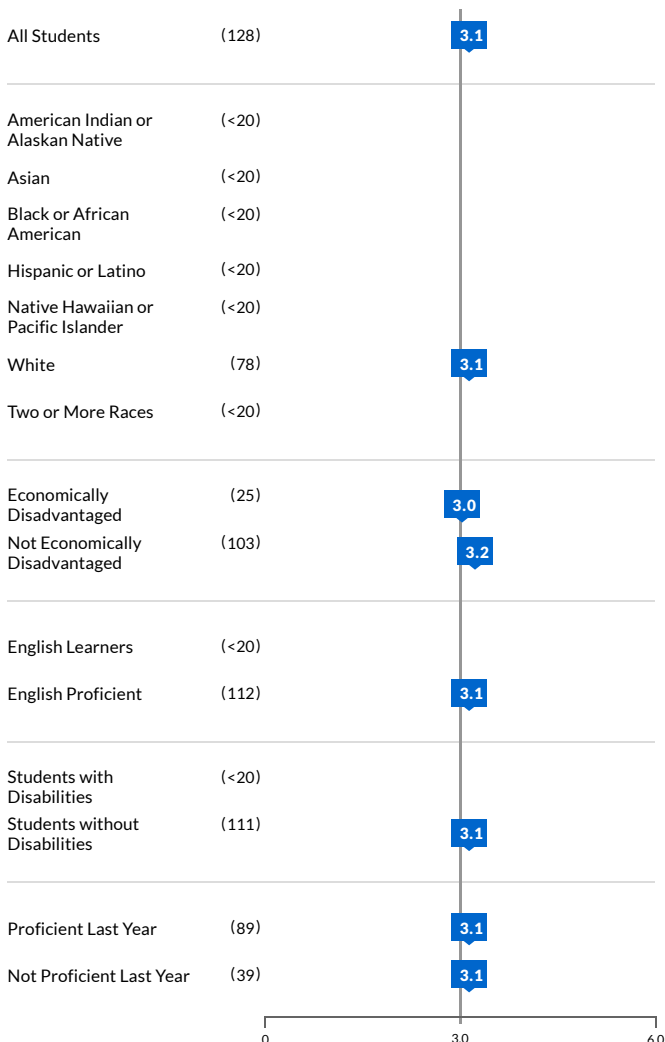 All Students (128) 3.1
American Indian or (<20)
Alaskan Native
Asian (<20)
Black or African (<20)
American
Hispanic or Latino (<20)
Native Hawaiian or (<20)
Pacific Islander
White (78) 3.1
Two or More Races (<20)
Economically (25) 3.0
Disadvantaged
Not Economically (103) 3.2
Disadvantaged
English Learners (<20)
English Proficient (112) 3.1
Students with (<20)
Disabilities
Students without (111) 3.1
Disabilities
Proficient Last Year (89) 3.1
Not Proficient Last Year (39) 3.1
0 3.0 6.0